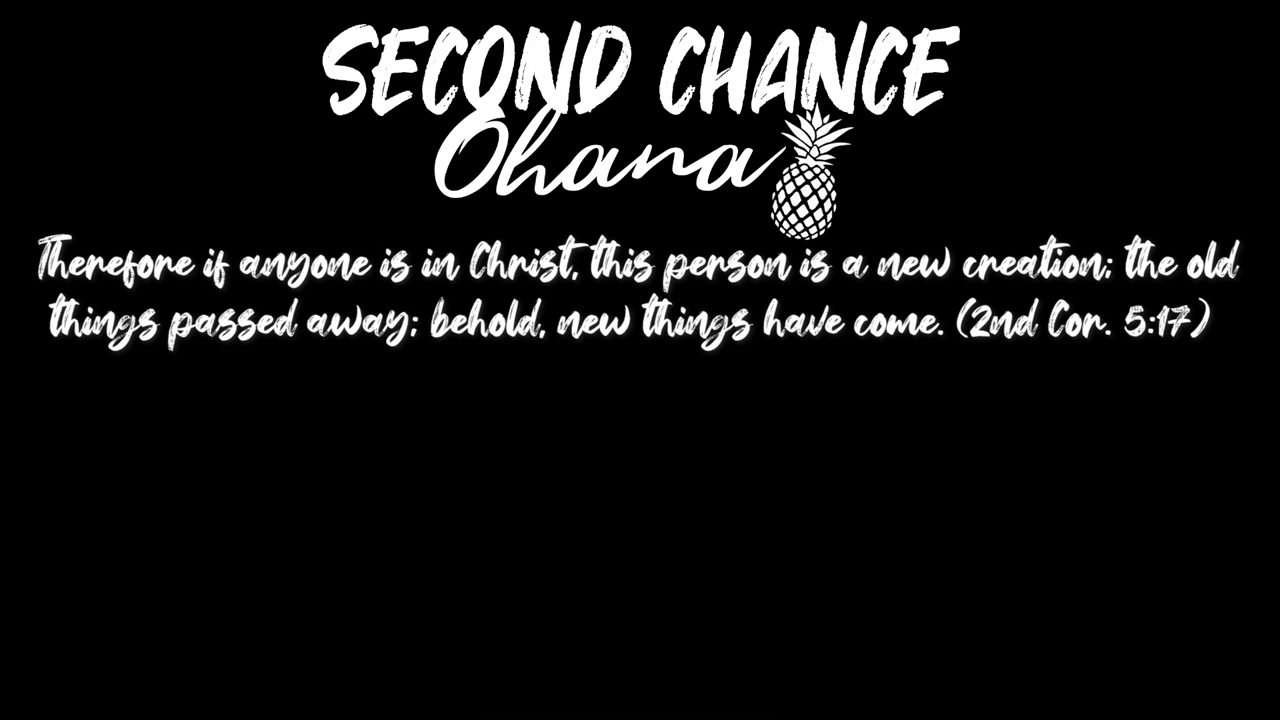 SECOND CHANCE
Ohana
Therefore if anyone is in Christ, this person is a new creation; the old
things passed away; behold, new things have come. (2nd Cor. 5:17)